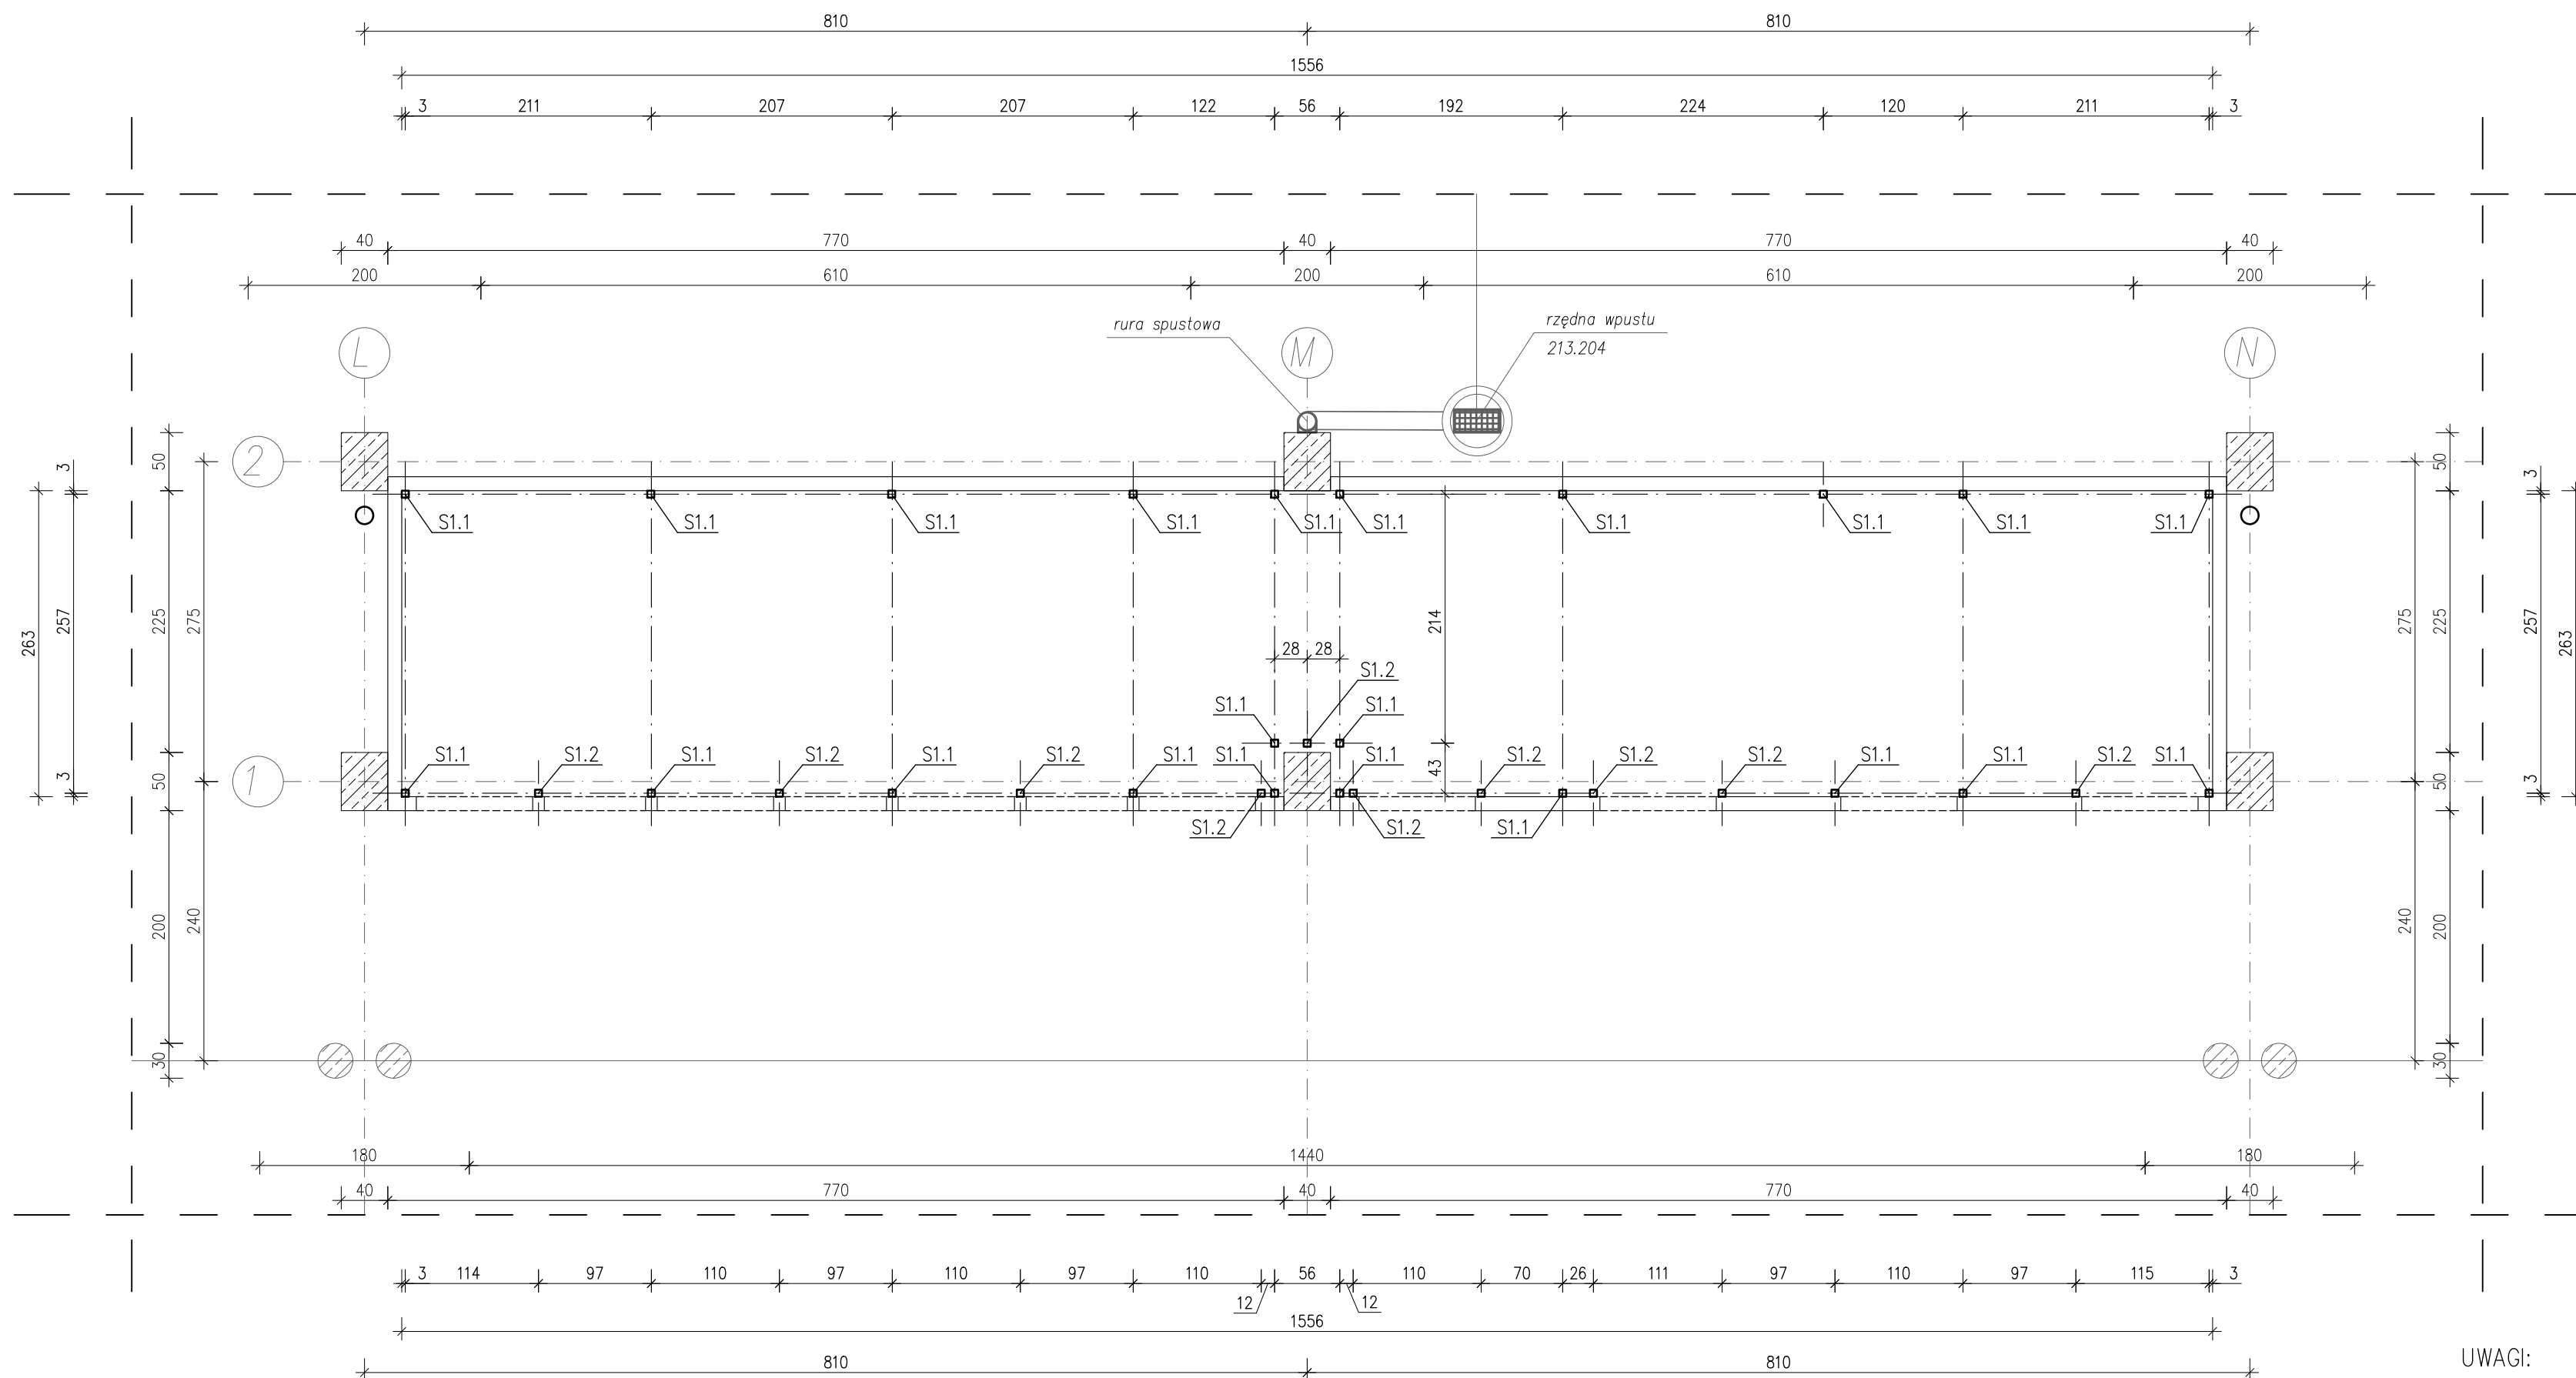 810 810
1556
3 211 207 207 122 56 192 224 120 211 3
40 770 40 770 40
200 610 200 610 200
rura spustowa
rzędna wpustu
213.204
L M N
2
50 3 3 50
S1.1 S1.1 S1.1 S1.1 S1.1 S1.1 S1.1 S1.1 S1.1 S1.1
263 257 225 275 214 275 225 257 263
28 28
S1.2
S1.1 S1.1
S1.1 S1.2 S1.1 S1.2 S1.1 S1.2 S1.1 S1.1 S1.1 S1.2 S1.2 S1.2 S1.1 S1.1 S1.2 S1.1
1
3 50 43 50 3
S1.2 S1.2 S1.1
200 240 240 200
30 30
180 1440 180
40 770 40 770 40
3 114 97 110 97 110 97 110 56 110 70 26 111 97 110 97 115 3
12 12
1556
810 810
UWAGI: